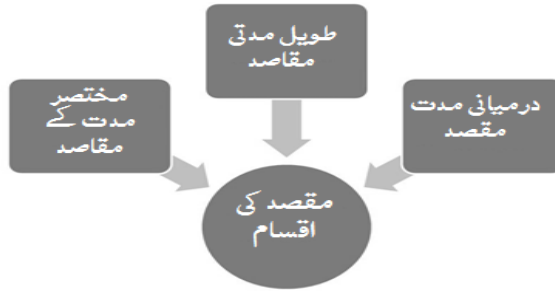 طویل مدتی
مقاصد
درمیانی مدت
مقصد
مختصر
مدت کے
مقاصد
مقصد کی
اقسام